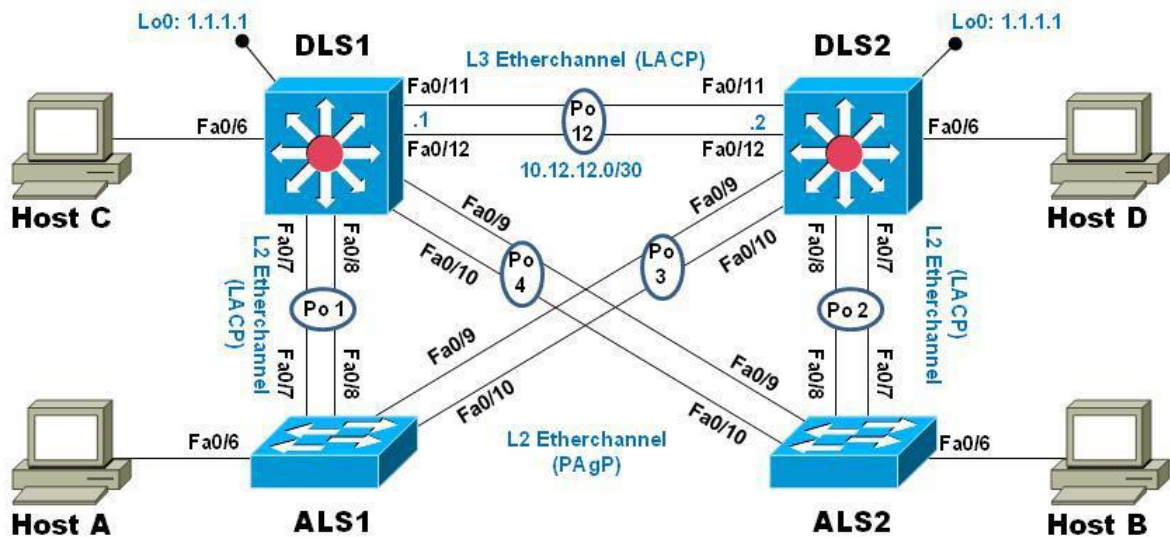 Lo0: 1.1.1.1
Lo0: 1.1.1.1
DLS1
DLS2
L3 Etherchannel (LACP)
Fa0/11
Fa0/11
Po
12
Fa0/6
.1
.2
Fa0/6
Fa0/12
Fa0/12
10.12.12.0/30
Host C
Host D
Fa0/9
Fa0/9
Fa0/10
Fa0/10
Po
4
Po
3
Fa0/7
Fa0/8
Fa0/8
Fa0/7
L2 Etherchannel
(LACP)
Po 1
Po 2
L2 Etherchannel
(LACP)
Fa0/7
Fa0/8
Fa0/8
Fa0/7
Fa0/9
Fa0/10
Fa0/9
Fa0/10
L2 Etherchannel
(PAgP)
Fa0/6
Fa0/6
Host A
ALS1
ALS2
Host B